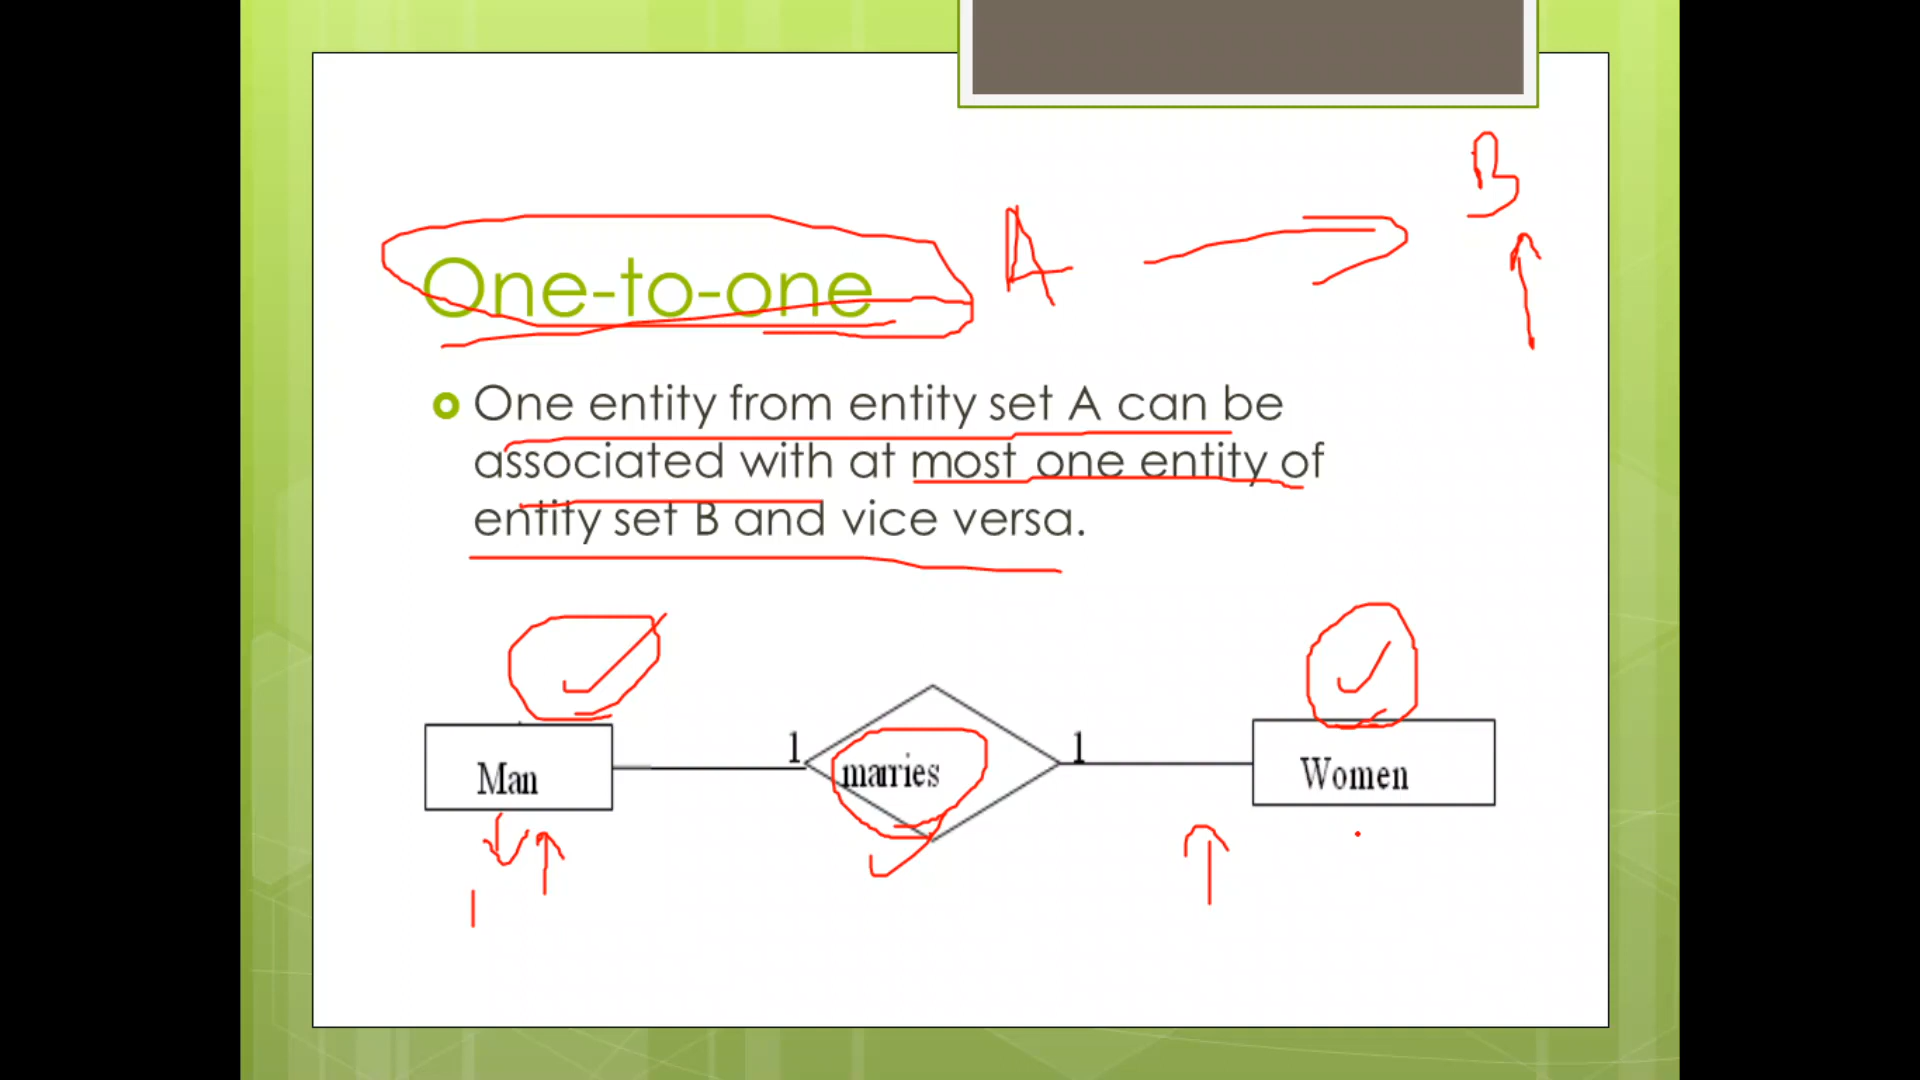 A
B
One-to-one
One entity from entity set A can be
associated with at most one entity of
entity set B and vice versa.
Man
1
marries
1
Women
1